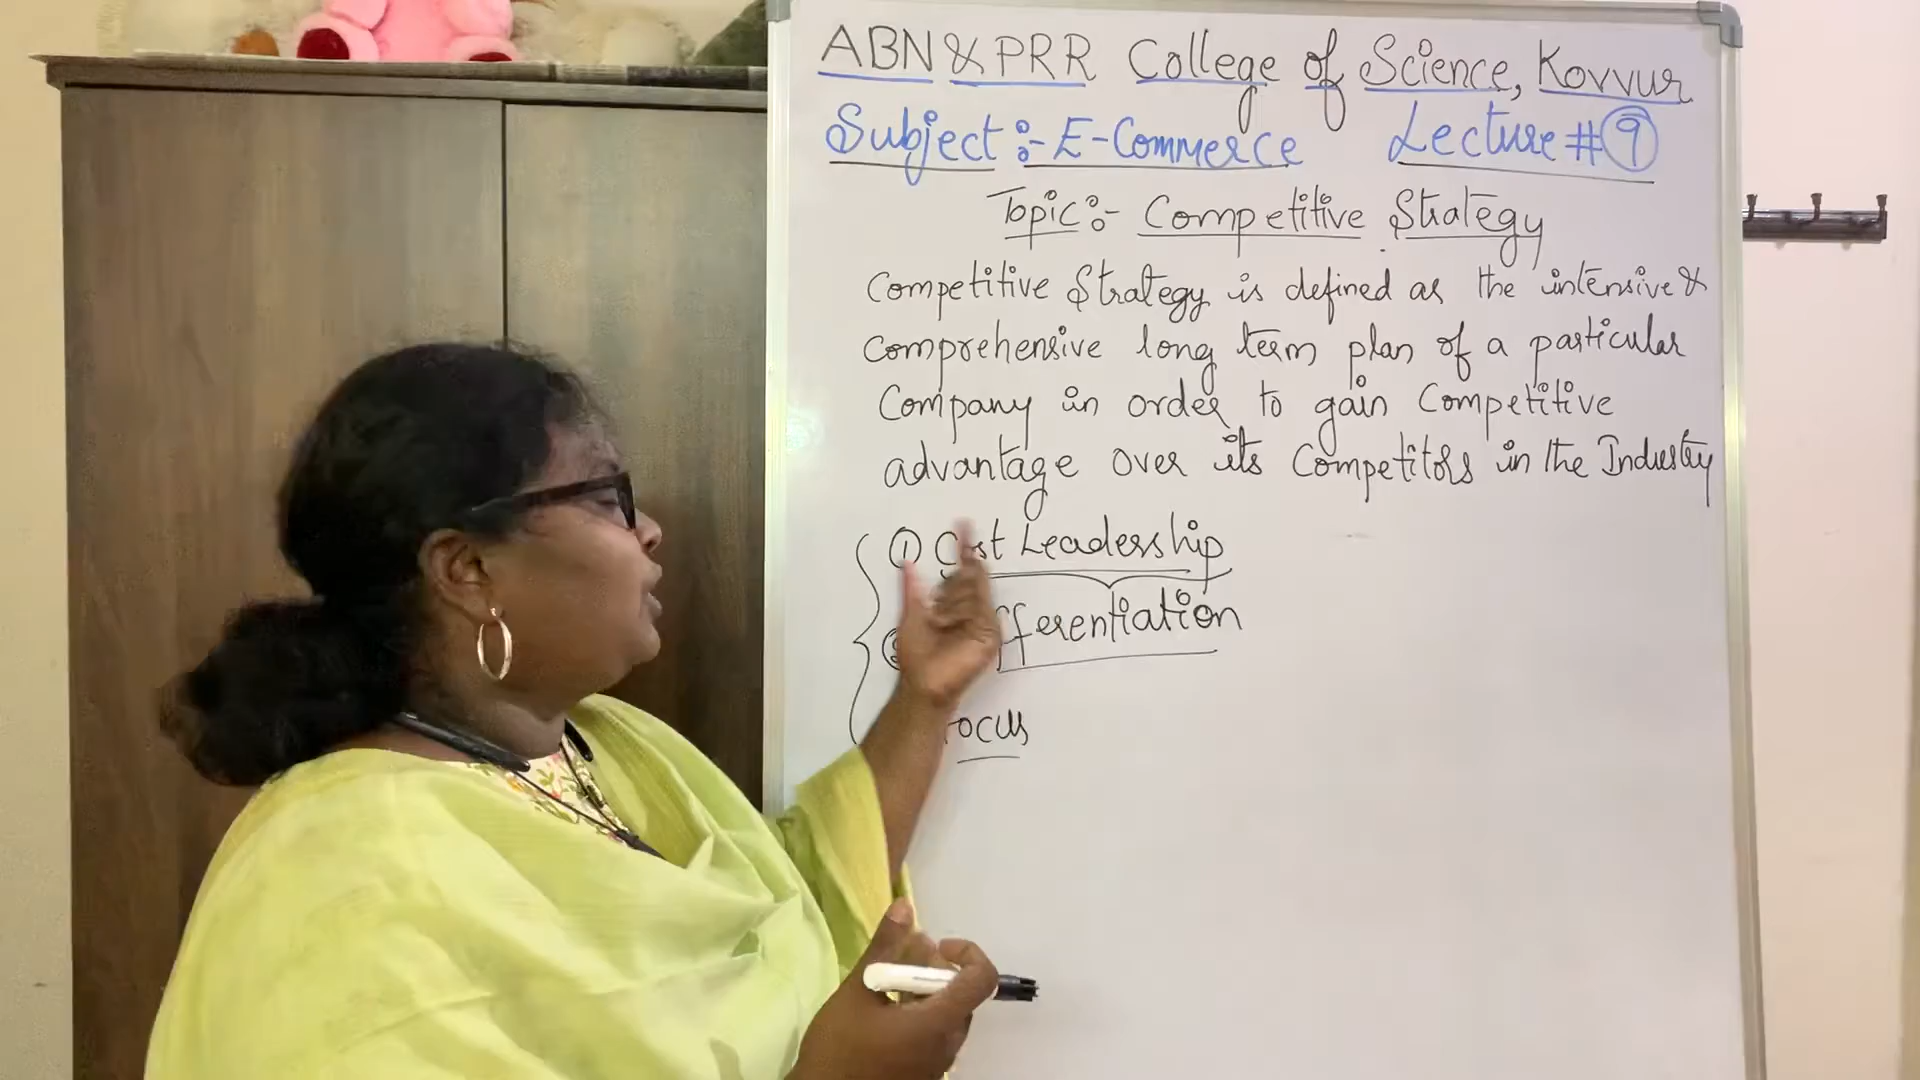 ABN & PRR College of Science, Kovvur
Subject:- E-Commerce Lecture # 9
Topic:- Competitive Strategy
Competitive Strategy is defined as the intensive &
comprehensive long term plan of a particular
Company in order to gain Competitive
advantage over its Competitors in the Industry
① Cost Leadership
fferentiation
ocus